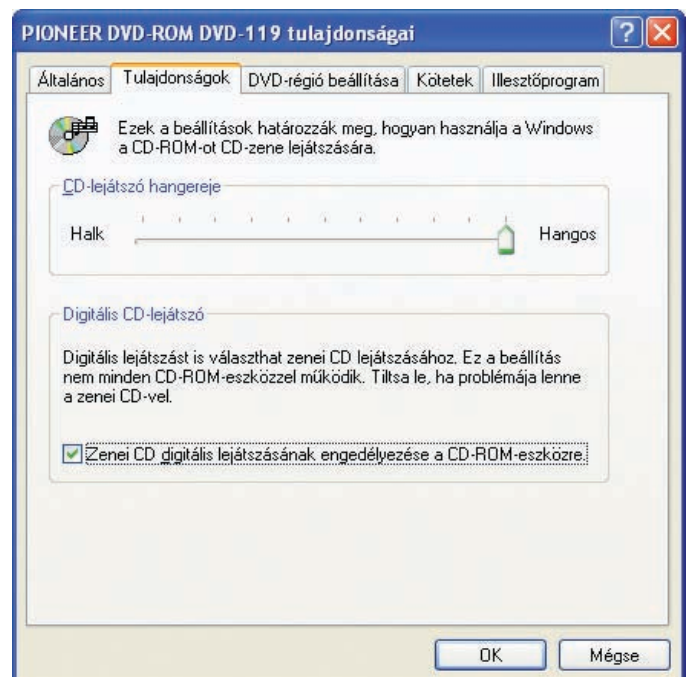 PIONEER DVD-ROM DVD-119 tulajdonságai
Általános Tulajdonságok DVD-régió beállítása Kötetek Illesztőprogram
Ezek a beállítások határozzák meg, hogyan használja a Windows
a CD-ROM-ot CD-zene lejátszására.
CD-lejátszó hangereje
Halk Hangos
Digitális CD-lejátszó
Digitális lejátszást is választhat zenei CD lejátszásához. Ez a beállítás
nem minden CD-ROM-eszközzel működik. Tiltsa le, ha problémája lenne
a zenei CD-vel.
Zenei CD digitális lejátszásának engedélyezése a CD-ROM-eszközre.
OK Mégse